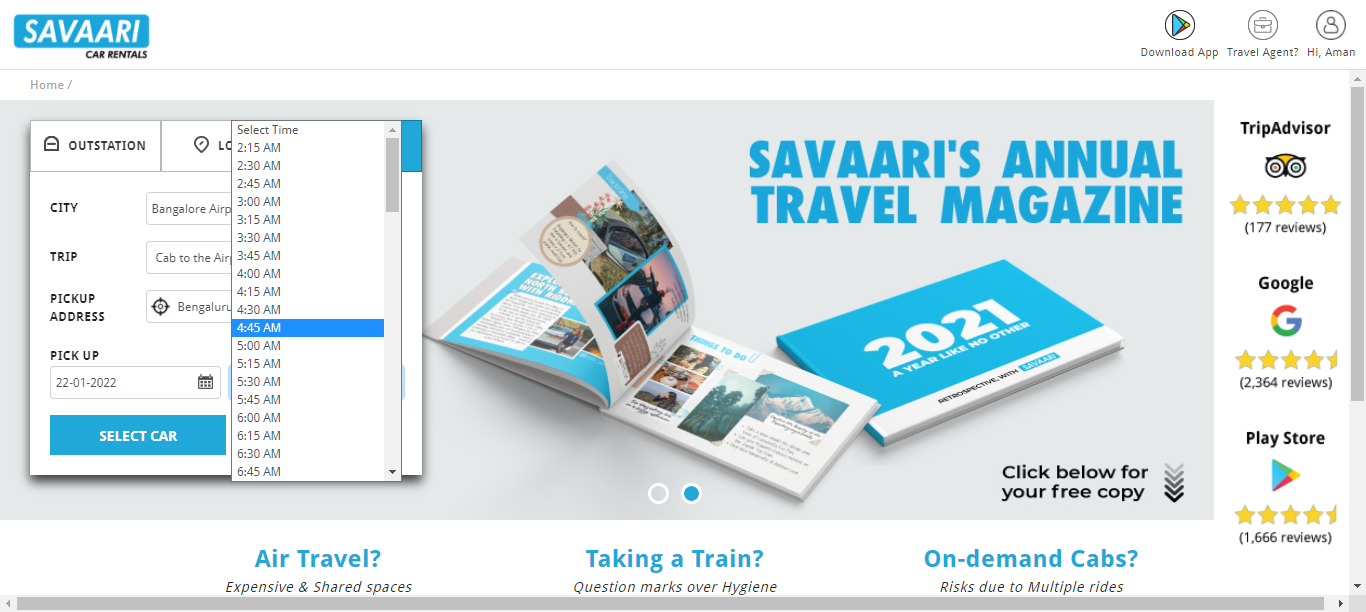 SAVAARI
CAR RENTALS
Download App
Travel Agent?
Hi, Aman
Home /
OUTSTATION
LO
CITY
Bangalore Airp
TRIP
Cab to the Airp
PICKUP
ADDRESS
Bengaluru
PICK UP
22-01-2022
SELECT CAR
Select Time
2:15 AM
2:30 AM
2:45 AM
3:00 AM
3:15 AM
3:30 AM
3:45 AM
4:00 AM
4:15 AM
4:30 AM
4:45 AM
5:00 AM
5:15 AM
5:30 AM
5:45 AM
6:00 AM
6:15 AM
6:30 AM
6:45 AM
SAVAARI'S ANNUAL
TRAVEL MAGAZINE
THINGS TO DO
2021
A YEAR LIKE NO OTHER
RETROSPECTIVE, WITH SAVAARI
Click below for
your free copy
TripAdvisor
(177 reviews)
Google
(2,364 reviews)
Play Store
(1,666 reviews)
Air Travel?
Expensive & Shared spaces
Taking a Train?
Question marks over Hygiene
On-demand Cabs?
Risks due to Multiple rides